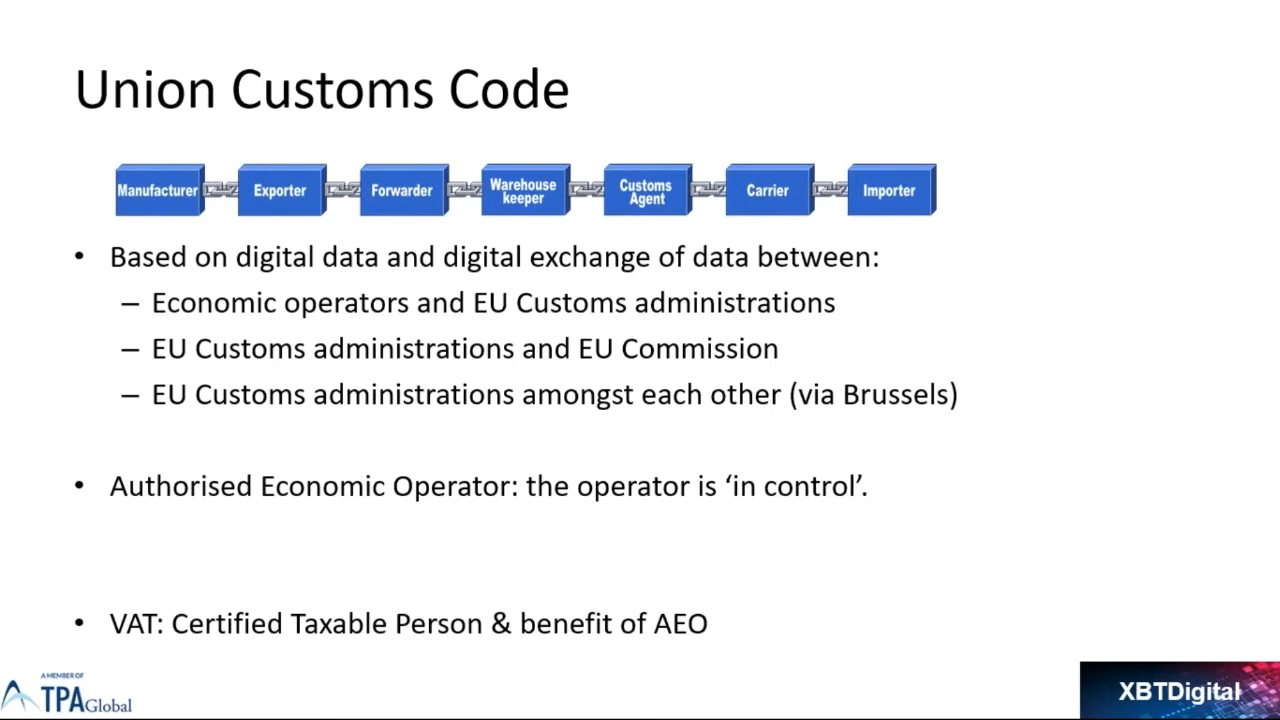 Union Customs Code
Manufacturer
Exporter
Forwarder
Warehouse
keeper
Customs
Agent
Carrier
Importer
• Based on digital data and digital exchange of data between:
– Economic operators and EU Customs administrations
– EU Customs administrations and EU Commission
– EU Customs administrations amongst each other (via Brussels)
• Authorised Economic Operator: the operator is ‘in control’.
• VAT: Certified Taxable Person & benefit of AEO
A MEMBER OF
TPAGlobal
XBTDigital